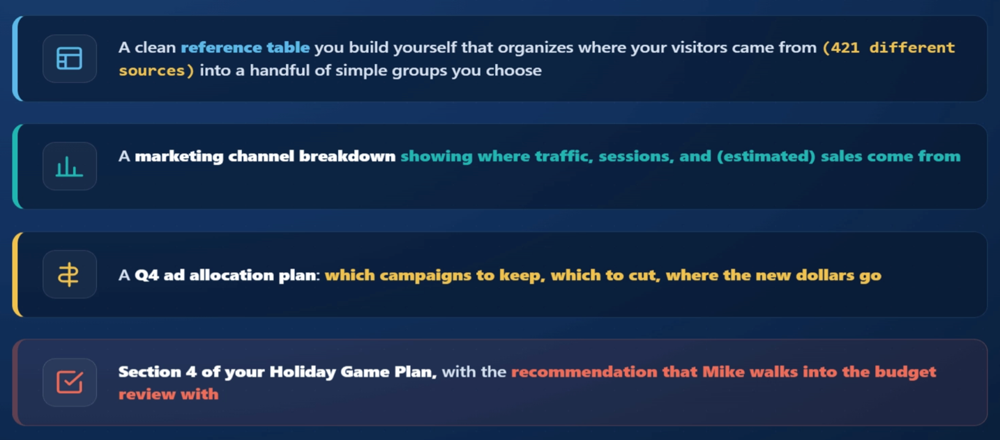 A clean reference table you build yourself that organizes where your visitors came from (421 different
sources) into a handful of simple groups you choose
A marketing channel breakdown showing where traffic, sessions, and (estimated) sales come from
A Q4 ad allocation plan: which campaigns to keep, which to cut, where the new dollars go
Section 4 of your Holiday Game Plan, with the recommendation that Mike walks into the budget
review with